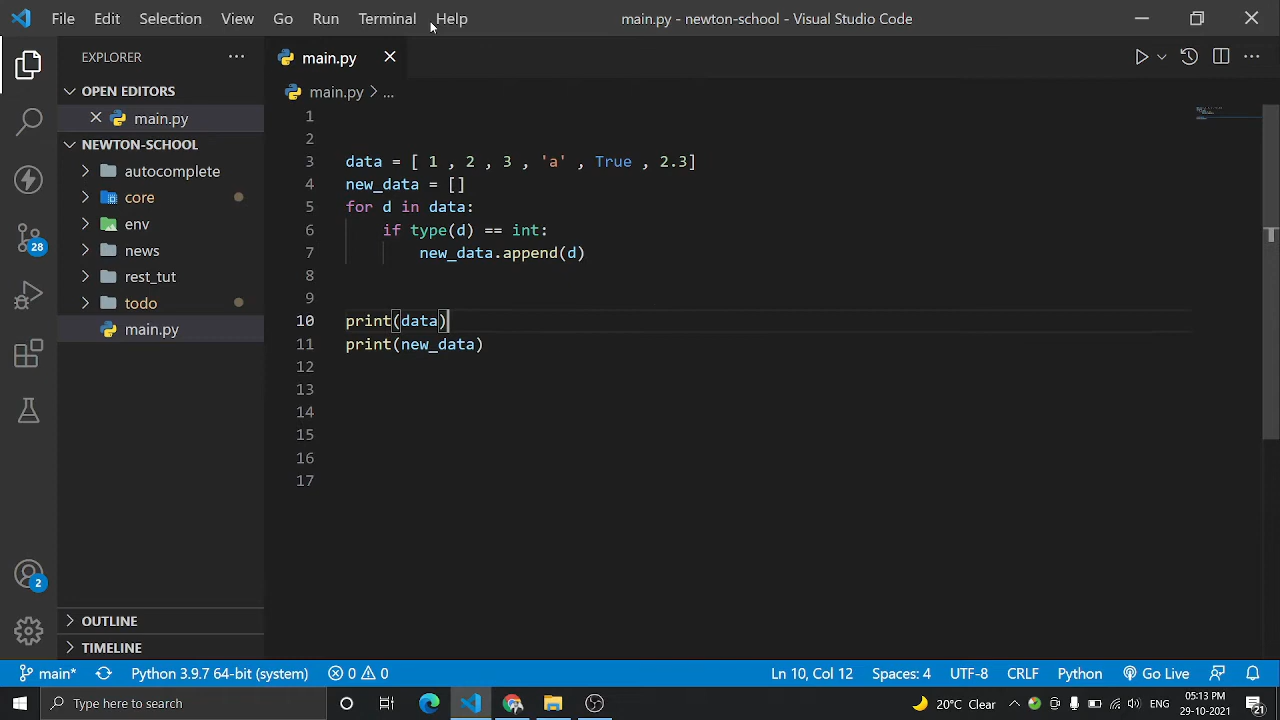 File Edit Selection View Go Run Terminal Help main.py - newton-school - Visual Studio Code
EXPLORER
OPEN EDITORS
main.py
NEWTON-SCHOOL
autocomplete
core
env
news
rest_tut
todo
main.py
OUTLINE
TIMELINE
28
2
main.py
main.py > ...
1
2
3 data = [ 1 , 2 , 3 , 'a' , True , 2.3]
4 new_data = []
5 for d in data:
6 if type(d) == int:
7 new_data.append(d)
8
9
10 print(data)
11 print(new_data)
12
13
14
15
16
17
main* Python 3.9.7 64-bit (system) 0 0 Ln 10, Col 12 Spaces: 4 UTF-8 CRLF Python Go Live
Type here to search 20°C Clear 05:13 PM
29-10-2021
21